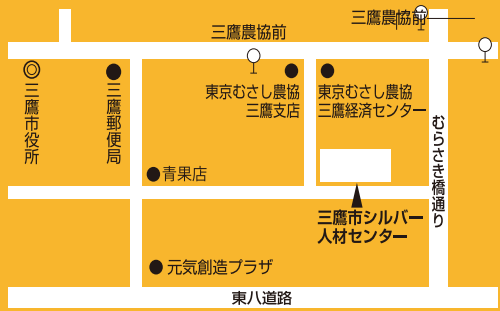 三鷹農協前
三鷹農協前
三鷹市役所
三鷹郵便局
東京むさし農協
三鷹支店
東京むさし農協
三鷹経済センター
むらさき橋通り
青果店
三鷹市シルバー
人材センター
元気創造プラザ
東八道路